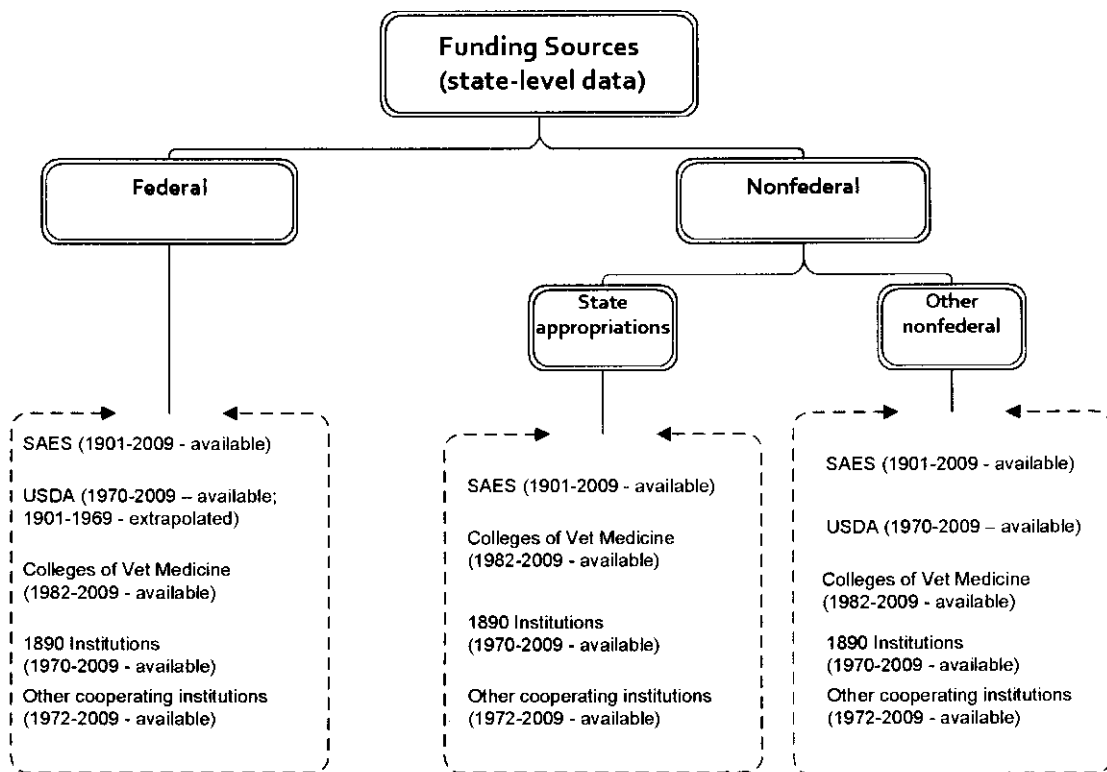 Funding Sources
(state-level data)
Federal
Nonfederal
State
appropriations
Other
nonfederal
SAES (1901-2009 - available)
USDA (1970-2009 – available;
1901-1969 - extrapolated)
Colleges of Vet Medicine
(1982-2009 - available)
1890 Institutions
(1970-2009 - available)
Other cooperating institutions
(1972-2009 - available)
SAES (1901-2009 - available)
Colleges of Vet Medicine
(1982-2009 - available)
1890 Institutions
(1970-2009 - available)
Other cooperating institutions
(1972-2009 - available)
SAES (1901-2009 - available)
USDA (1970-2009 – available)
Colleges of Vet Medicine
(1982-2009 - available)
1890 Institutions
(1970-2009 - available)
Other cooperating institutions
(1972-2009 - available)